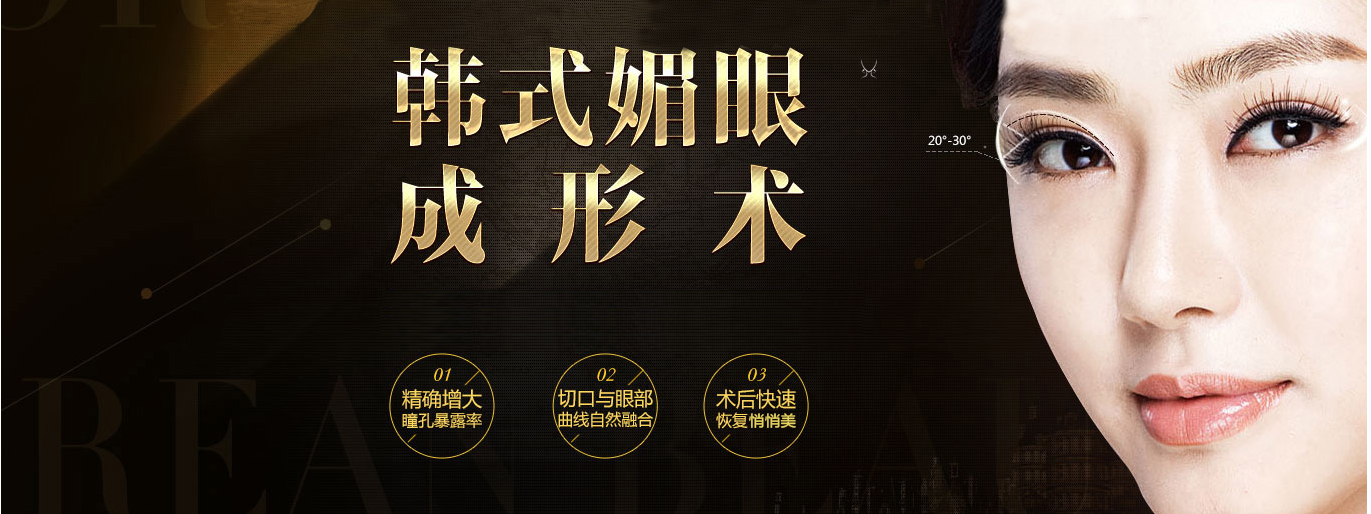 韩式媚眼
成形术
20°-30°
01
精确增大
瞳孔暴露率
02
切口与眼部
曲线自然融合
03
术后快速
恢复悄悄美